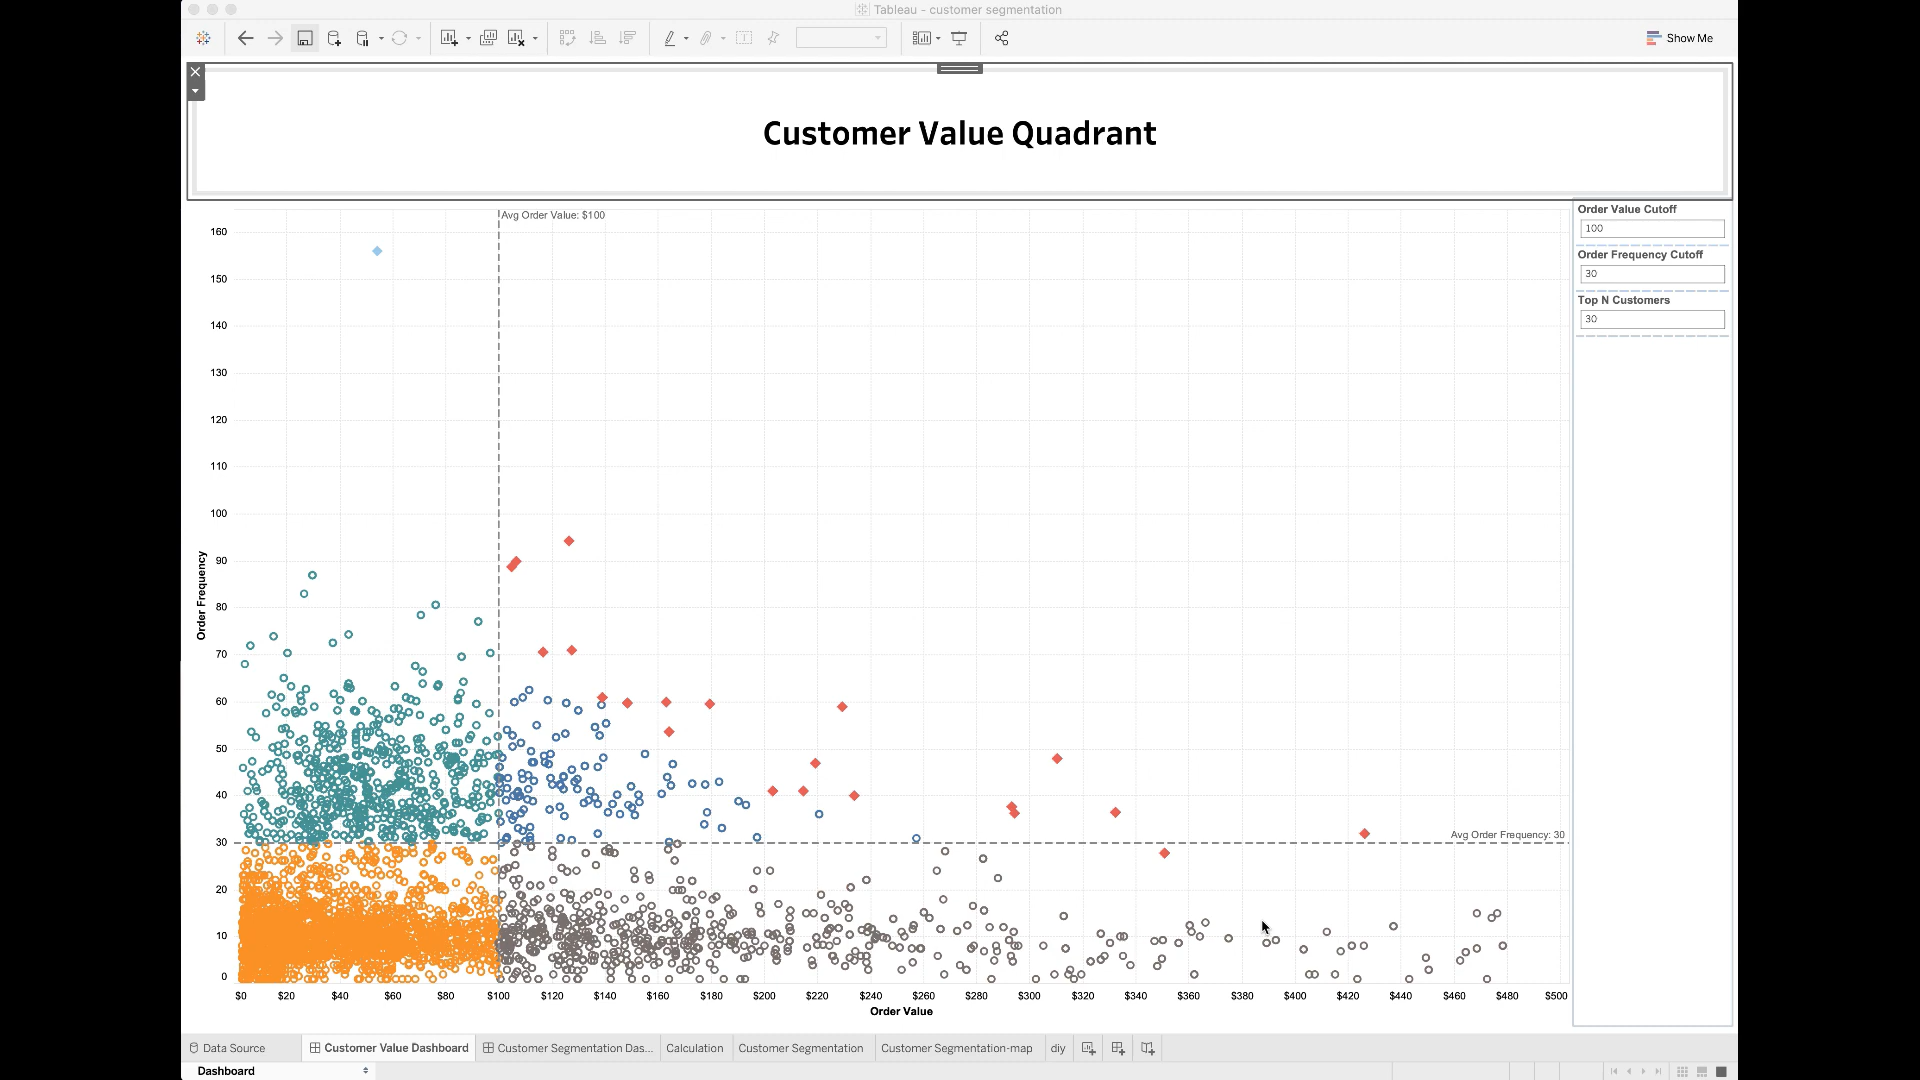 Tableau - customer segmentation
Show Me
Customer Value Quadrant
Avg Order Value: $100
Order Value Cutoff
100
Order Frequency Cutoff
30
Top N Customers
30
160
150
140
130
120
110
100
90
80
70
60
50
40
30
20
10
0
Order Frequency
Avg Order Frequency: 30
$0 $20 $40 $60 $80 $100 $120 $140 $160 $180 $200 $220 $240 $260 $280 $300 $320 $340 $360 $380 $400 $420 $440 $460 $480 $500
Order Value
Data Source Customer Value Dashboard Customer Segmentation Das... Calculation Customer Segmentation Customer Segmentation-map diy
Dashboard